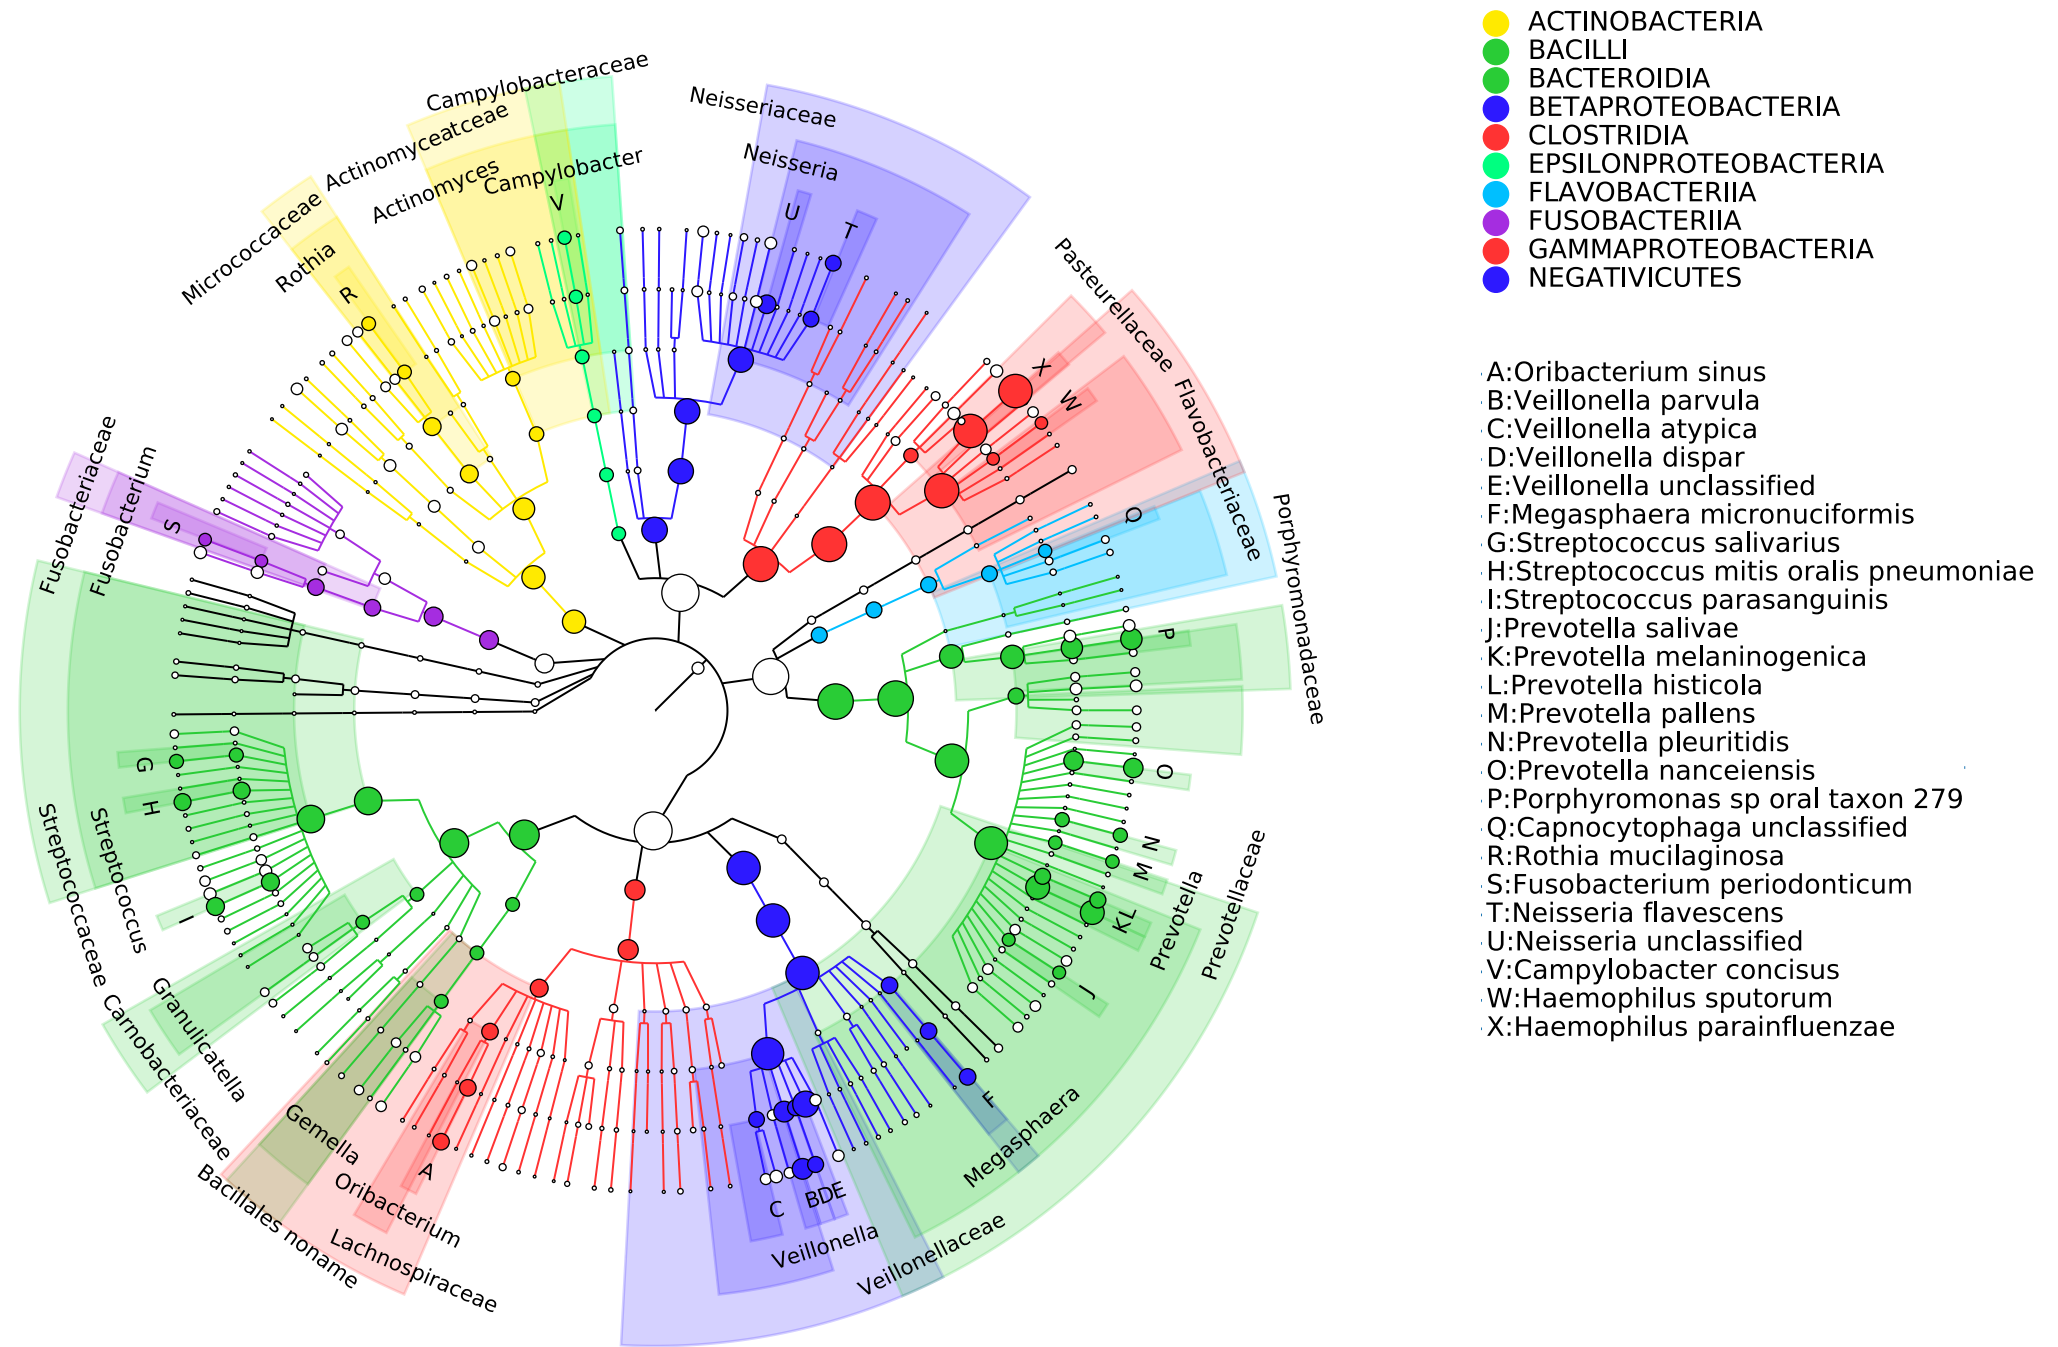 ACTINOBACTERIA
BACILLI
BACTEROIDIA
BETAPROTEOBACTERIA
CLOSTRIDIA
EPSILONPROTEOBACTERIA
FLAVOBACTERIIA
FUSOBACTERIIA
GAMMAPROTEOBACTERIA
NEGATIVICUTES
A:Oribacterium sinus
B:Veillonella parvula
C:Veillonella atypica
D:Veillonella dispar
E:Veillonella unclassified
F:Megasphaera micronuciformis
G:Streptococcus salivarius
H:Streptococcus mitis oralis pneumoniae
I:Streptococcus parasanguinis
J:Prevotella salivae
K:Prevotella melaninogenica
L:Prevotella histicola
M:Prevotella pallens
N:Prevotella pleuritidis
O:Prevotella nanceiensis
P:Porphyromonas sp oral taxon 279
Q:Capnocytophaga unclassified
R:Rothia mucilaginosa
S:Fusobacterium periodonticum
T:Neisseria flavescens
U:Neisseria unclassified
V:Campylobacter concisus
W:Haemophilus sputorum
X:Haemophilus parainfluenzae
Campylobacteraceae
Campylobacter
V
Neisseriaceae
Neisseria
U
T
Pasteurellaceae
X
W
Flavobacteriaceae
Q
Porphyromonadaceae
P
O
N
M
KL
J
Prevotella
Prevotellaceae
Megasphaera
F
Veillonellaceae
Veillonella
BDE
C
Lachnospiraceae
Oribacterium
A
Bacillales noname
Gemella
Carnobacteriaceae
Granulicatella
Streptococcaceae
Streptococcus
I
H
G
Fusobacteriaceae
Fusobacterium
S
Micrococcaceae
Rothia
R
Actinomyceatceae
Actinomyces